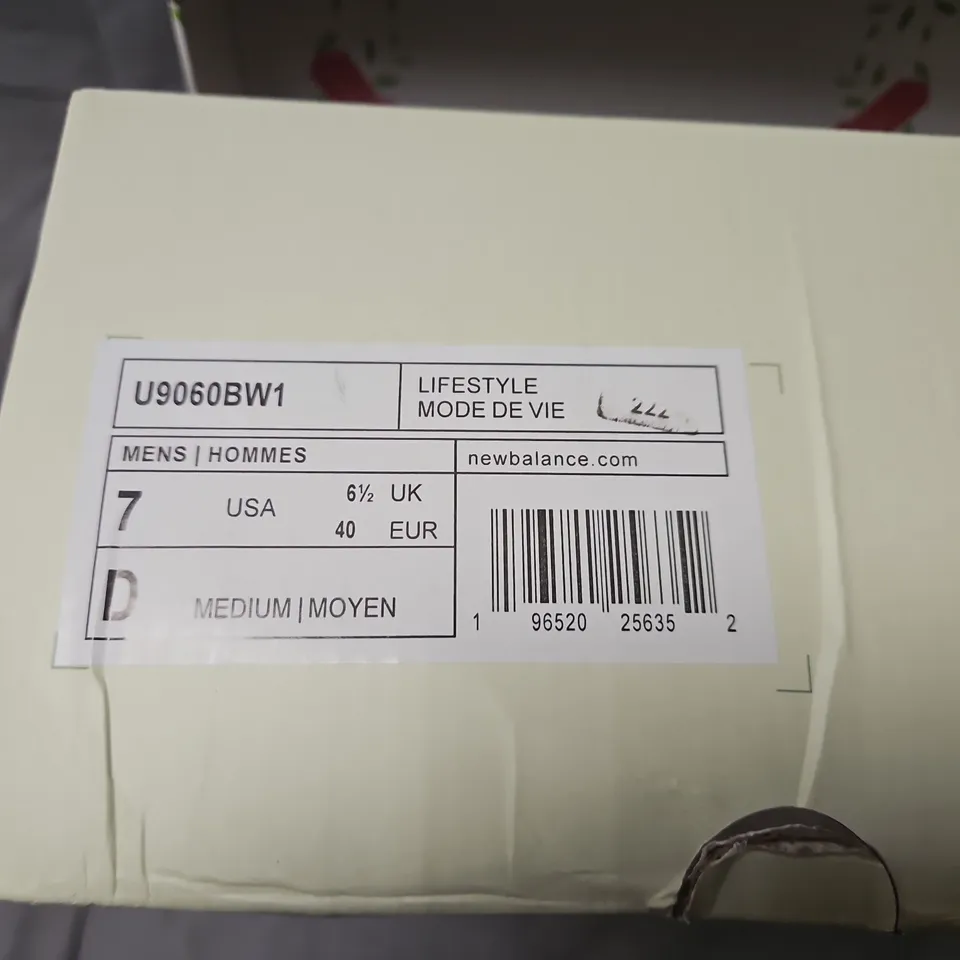 U9060BW1
LIFESTYLE
MODE DE VIE
MENS | HOMMES
newbalance.com
7 USA 6½ UK
40 EUR
D MEDIUM | MOYEN
1 96520 25635 2